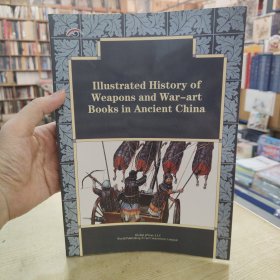 Illustrated History of
Weapons and War-art
Books in Ancient China